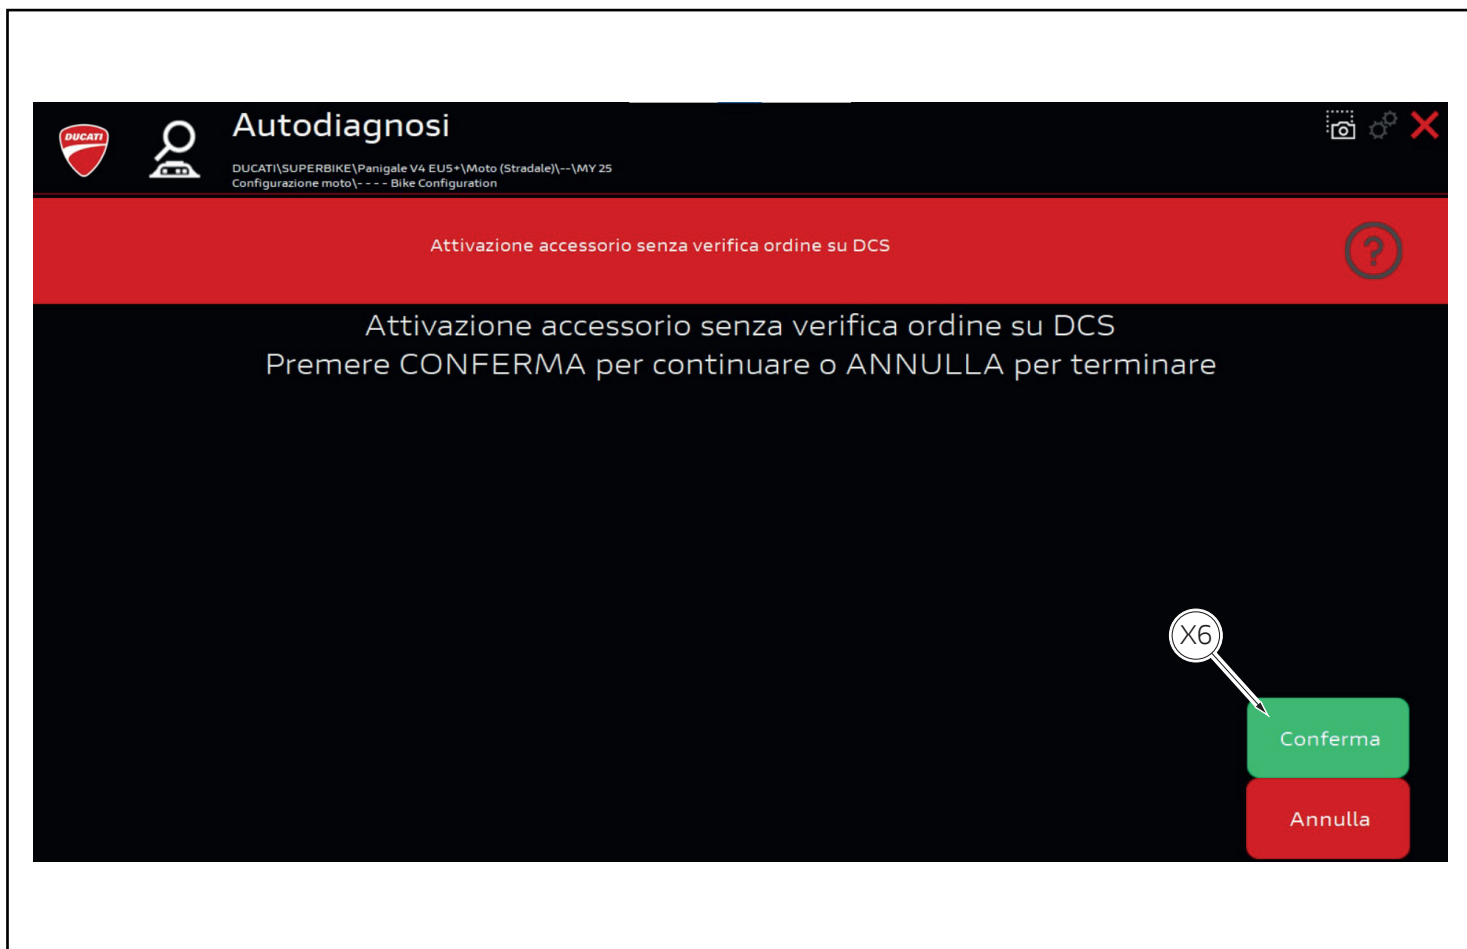 DUCATI
Autodiagnosi
DUCATI\SUPERBIKE\Panigale V4 EU5+\Moto (Stradale)\--\MY 25
Configurazione moto\- - - - Bike Configuration
Attivazione accessorio senza verifica ordine su DCS
?
Attivazione accessorio senza verifica ordine su DCS
Premere CONFERMA per continuare o ANNULLA per terminare
X6
Conferma
Annulla